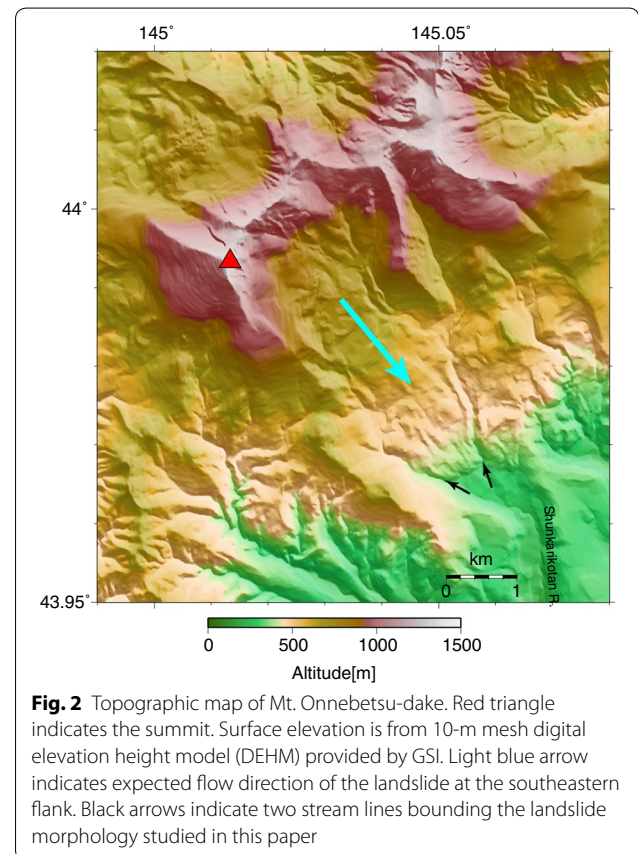 145° 145.05°
44°
43.95°
Shunkarikotan R
km
0 1
0 500 1000 1500
Altitude[m]
Fig. 2 Topographic map of Mt. Onnebetsu-dake. Red triangle
indicates the summit. Surface elevation is from 10-m mesh digital
elevation height model (DEHM) provided by GSI. Light blue arrow
indicates expected flow direction of the landslide at the southeastern
flank. Black arrows indicate two stream lines bounding the landslide
morphology studied in this paper